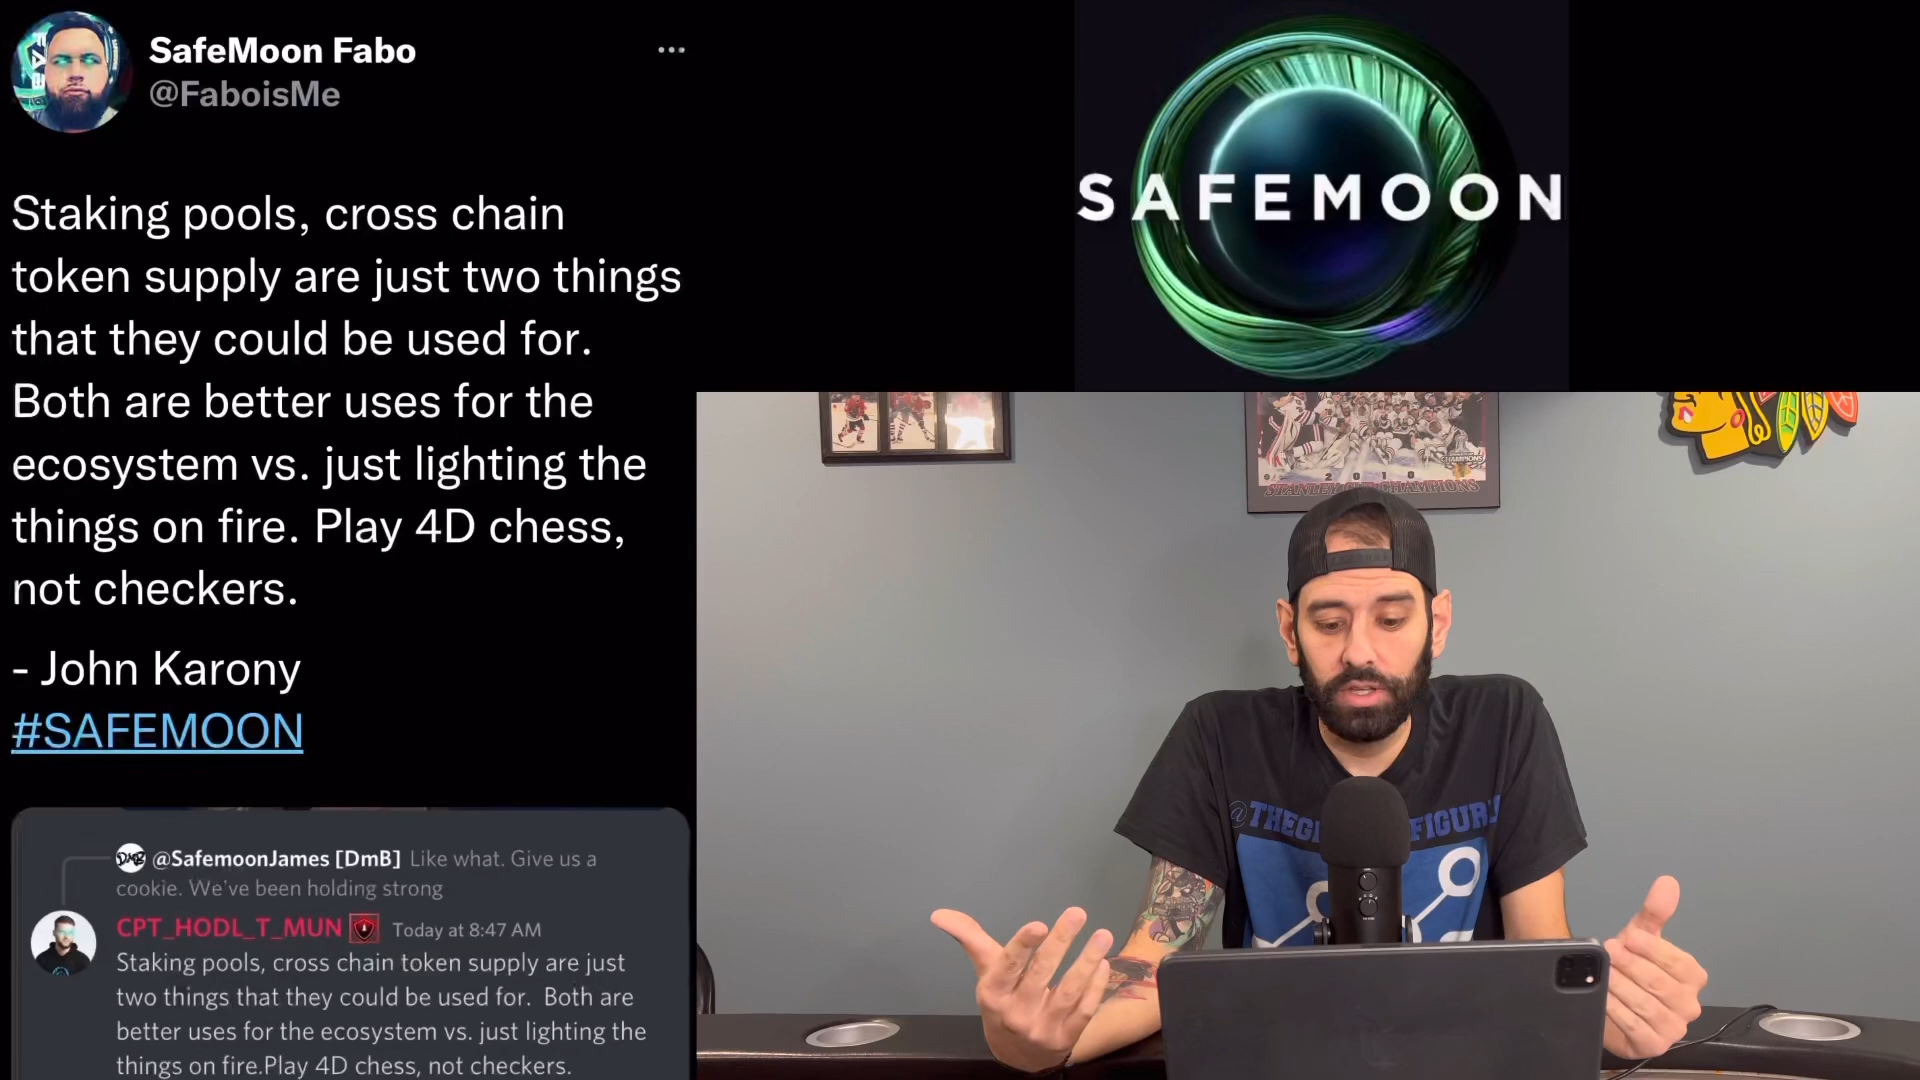 SafeMoon Fabo
@FaboisMe
Staking pools, cross chain
token supply are just two things
that they could be used for.
Both are better uses for the
ecosystem vs. just lighting the
things on fire. Play 4D chess,
not checkers.
- John Karony
#SAFEMOON
@SafemoonJames [DmB] Like what. Give us a
cookie. We've been holding strong
CPT_HODL_T_MUN Today at 8:47 AM
Staking pools, cross chain token supply are just
two things that they could be used for. Both are
better uses for the ecosystem vs. just lighting the
things on fire.Play 4D chess, not checkers.
SAFEMOON
2010
STANLEY CUP CHAMPIONS